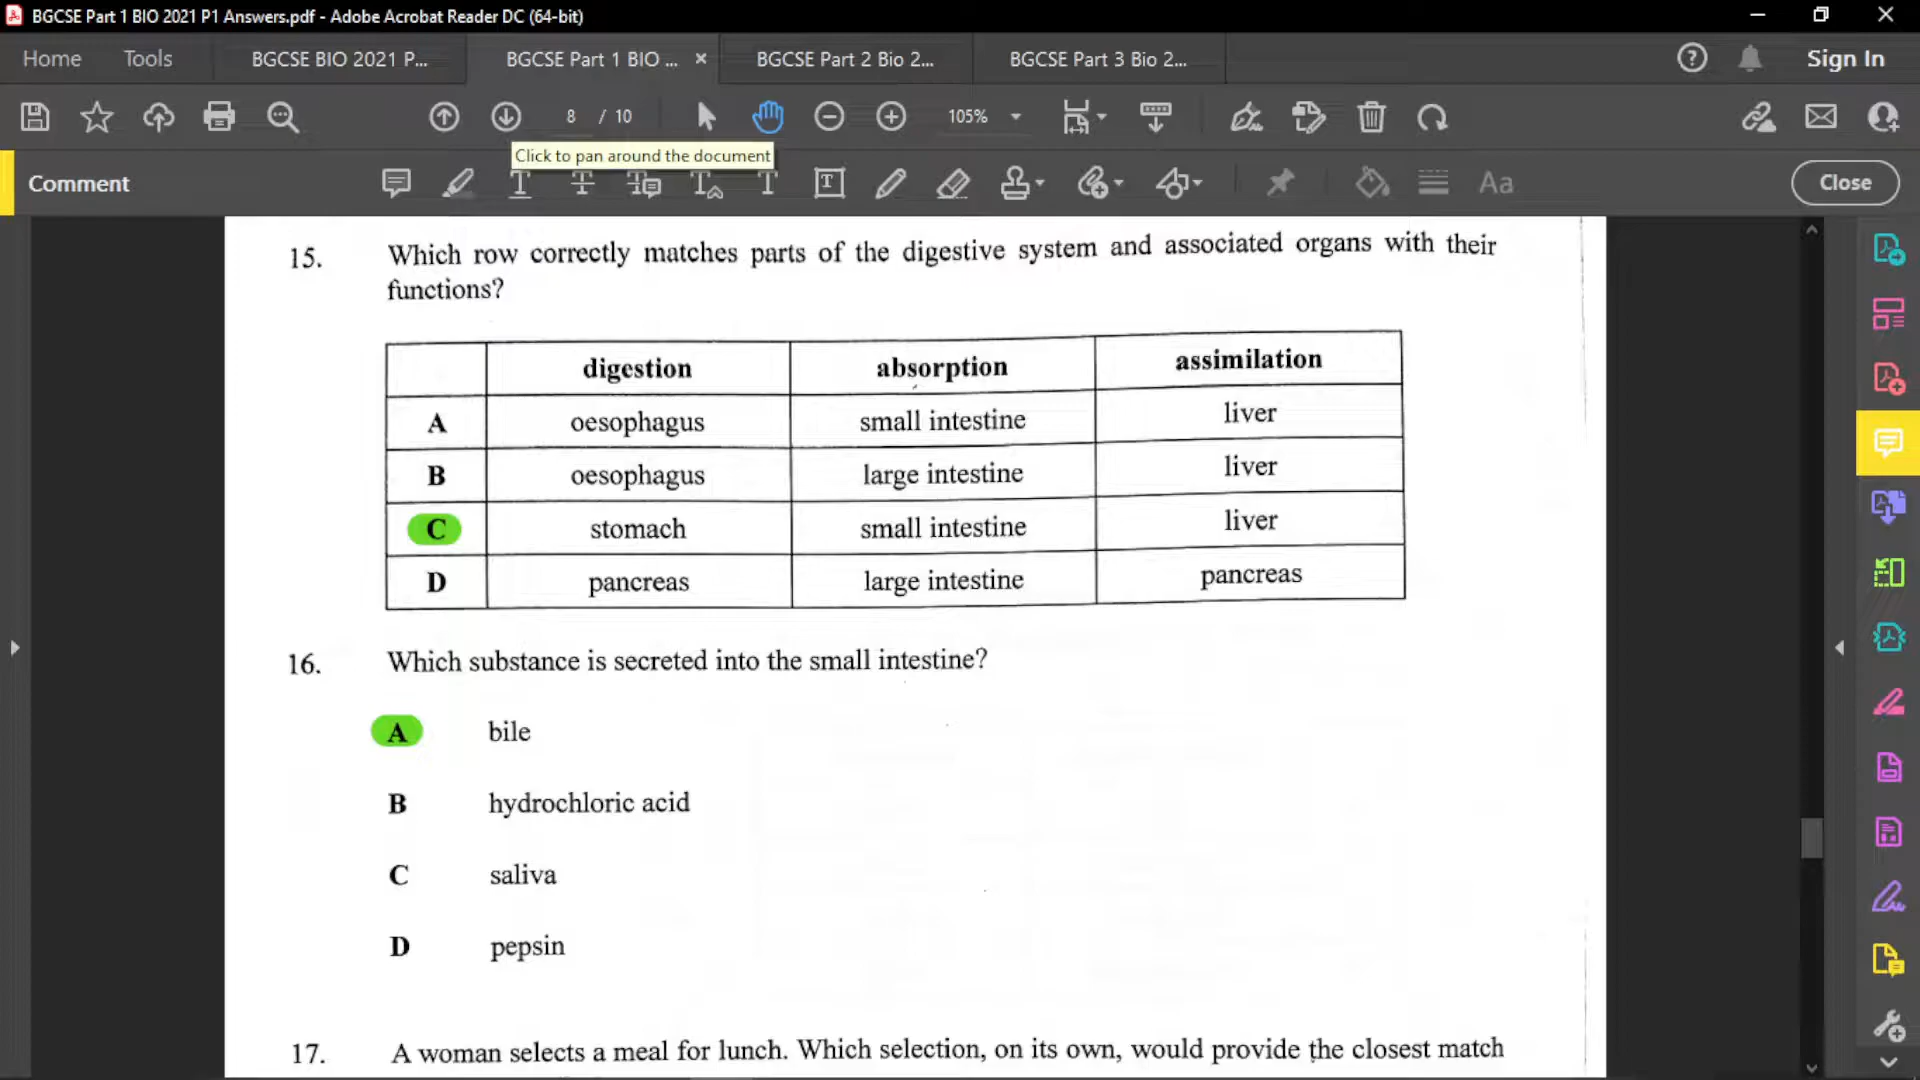 BGCSE Part 1 BIO 2021 P1 Answers.pdf - Adobe Acrobat Reader DC (64-bit)
Home Tools BGCSE BIO 2021 P... BGCSE Part 1 BIO ... × BGCSE Part 2 Bio 2... BGCSE Part 3 Bio 2... Sign In
8 / 10 105%
Click to pan around the document
Comment Aa Close
15. Which row correctly matches parts of the digestive system and associated organs with their
functions?
digestion absorption assimilation
A oesophagus small intestine liver
B oesophagus large intestine liver
C stomach small intestine liver
D pancreas large intestine pancreas
16. Which substance is secreted into the small intestine?
A bile
B hydrochloric acid
C saliva
D pepsin
17. A woman selects a meal for lunch. Which selection, on its own, would provide the closest match